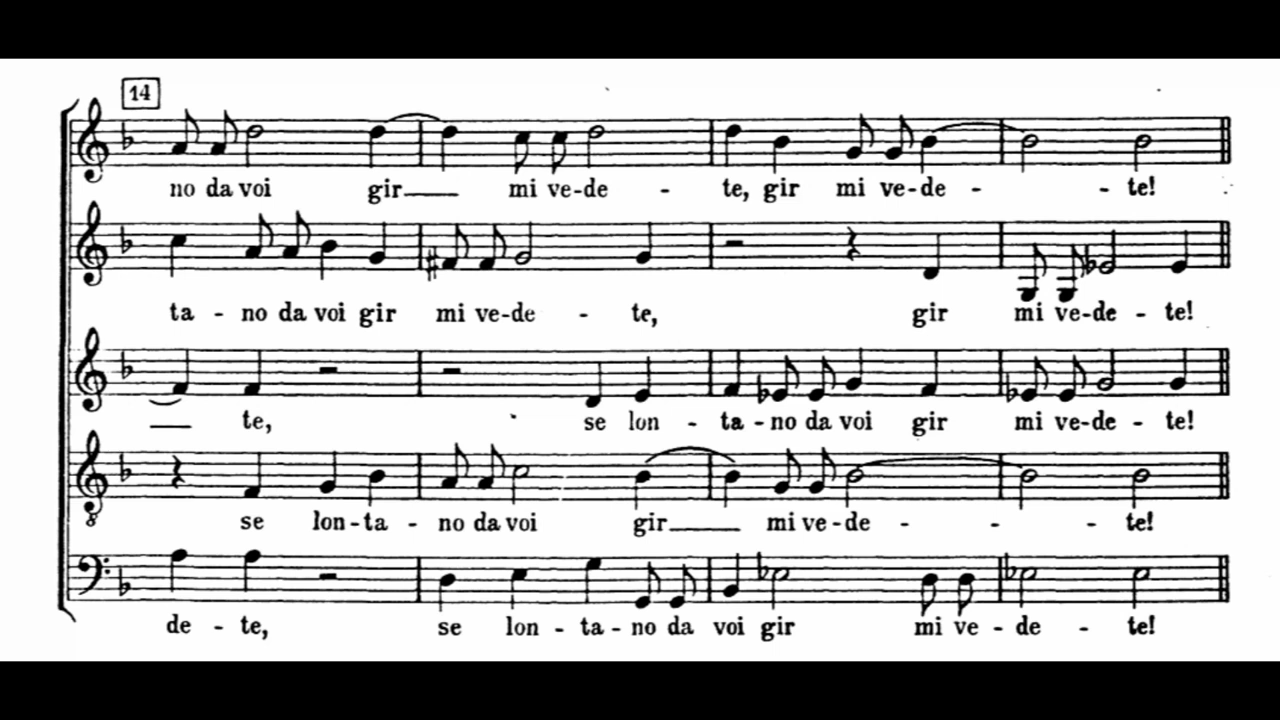 14
no da voi gir mi ve-de - te, gir mi ve-de - - te!
ta - no da voi gir mi ve-de - te, gir mi ve-de - te!
te, se lon - ta - no da voi gir mi ve-de - te!
8
se lon-ta - no da voi gir mi ve-de - - - te!
de - te, se lon - ta - no da voi gir mi ve - de - te!